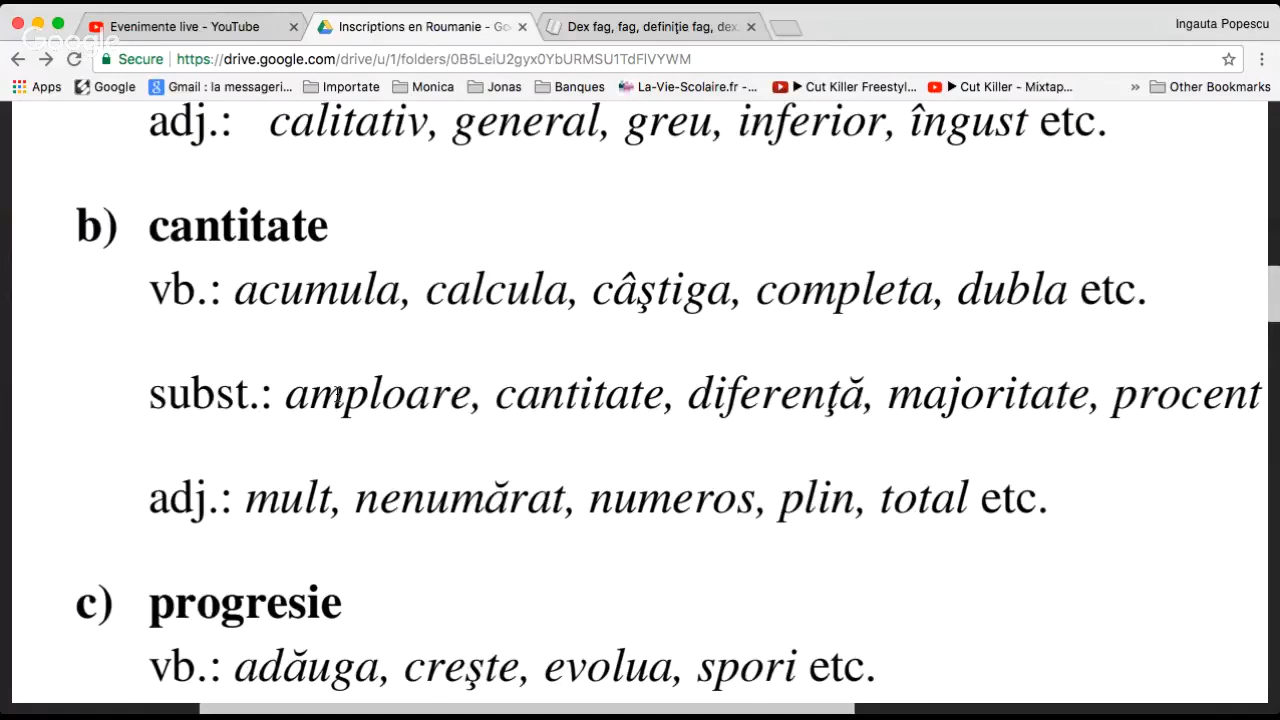 Evenimente live - YouTube
Inscriptions en Roumanie - Go
Dex fag, fag, definiție fag, dex.
Ingauta Popescu
Google
Secure https://drive.google.com/drive/u/1/folders/0B5LeiU2gyx0YbURMSU1TdFlVYWM
Apps Google Gmail : la messageri... Importate Monica Jonas Banques La-Vie-Scolaire.fr -... ▶ Cut Killer Freestyl... ▶ Cut Killer - Mixtap... » Other Bookmarks
adj.: calitativ, general, greu, inferior, îngust etc.
b) cantitate
vb.: acumula, calcula, câştiga, completa, dubla etc.
subst.: amploare, cantitate, diferenţă, majoritate, procent
adj.: mult, nenumărat, numeros, plin, total etc.
c) progresie
vb.: adăuga, creşte, evolua, spori etc.